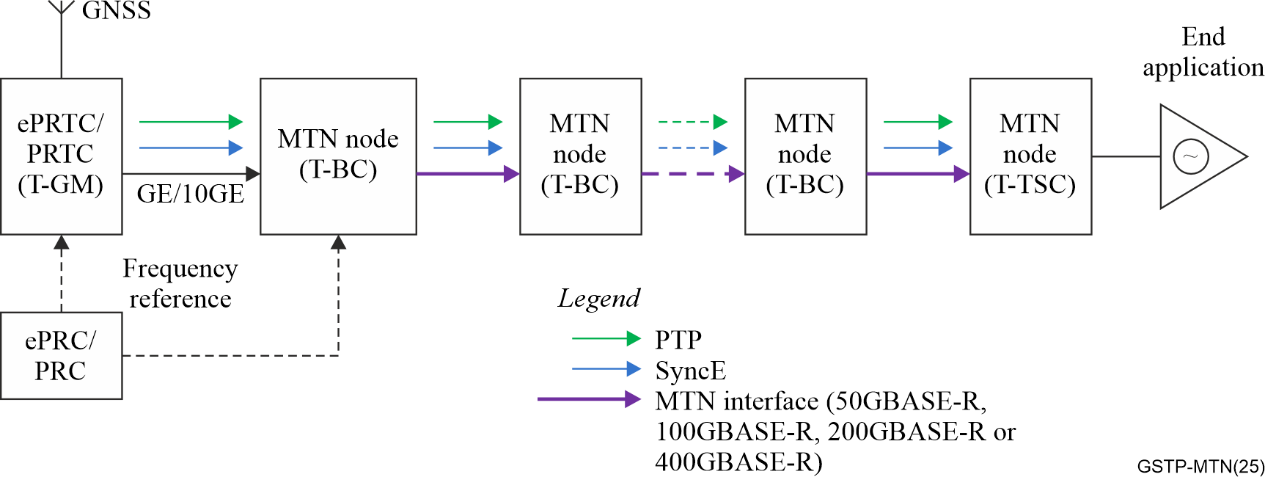 GNSS
End
application
ePRTC/
PRTC
(T-GM)
GE/10GE
MTN node
(T-BC)
MTN
node
(T-BC)
MTN
node
(T-BC)
MTN
node
(T-TSC)
~
Frequency
reference
ePRC/
PRC
Legend
PTP
SyncE
MTN interface (50GBASE-R,
100GBASE-R, 200GBASE-R or
400GBASE-R)
GSTP-MTN(25)